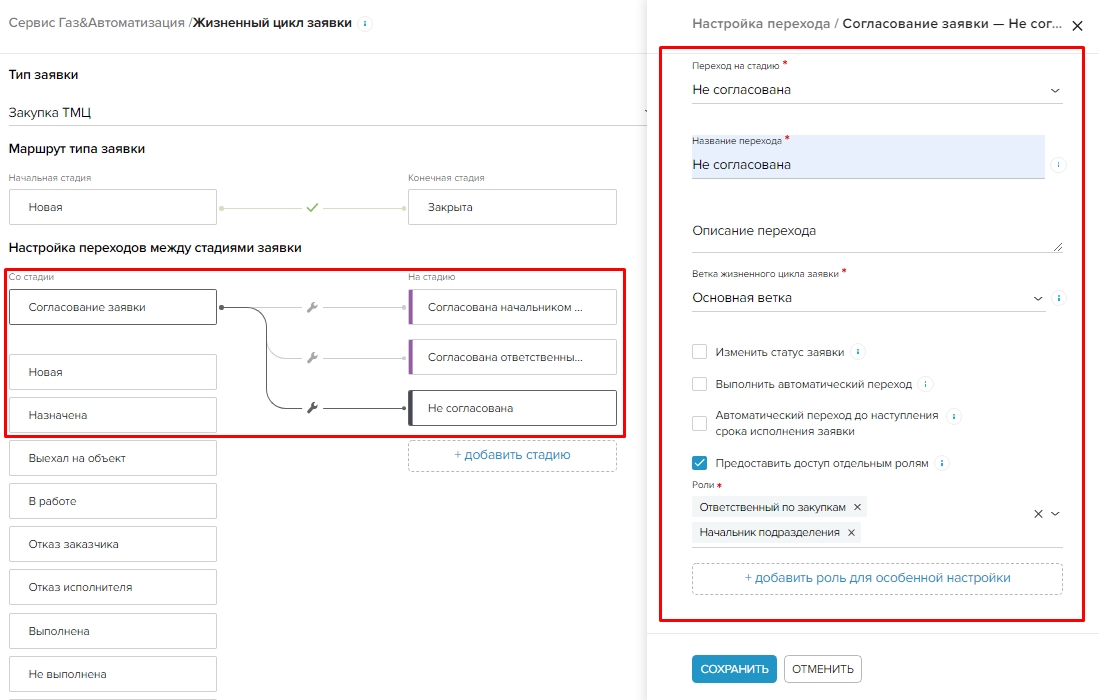 Сервис Газ&Автоматизация /Жизненный цикл заявки i
Тип заявки
Закупка ТМЦ
Маршрут типа заявки
Начальная стадия
Конечная стадия
Новая
Закрыта
Настройка переходов между стадиями заявки
Со стадии
На стадию
Согласование заявки
Согласована начальником ...
Согласована ответственны...
Новая
Не согласована
Назначена
+ добавить стадию
Выехал на объект
В работе
Отказ заказчика
Отказ исполнителя
Выполнена
Не выполнена
Настройка перехода / Согласование заявки — Не сог...
Переход на стадию *
Не согласована
Название перехода *
Не согласована
Описание перехода
Ветка жизненного цикла заявки *
Основная ветка
Изменить статус заявки
Выполнить автоматический переход
Автоматический переход до наступления
срока исполнения заявки
Предоставить доступ отдельным ролям
Роли *
Ответственный по закупкам ×
Начальник подразделения ×
+ добавить роль для особенной настройки
СОХРАНИТЬ
ОТМЕНИТЬ